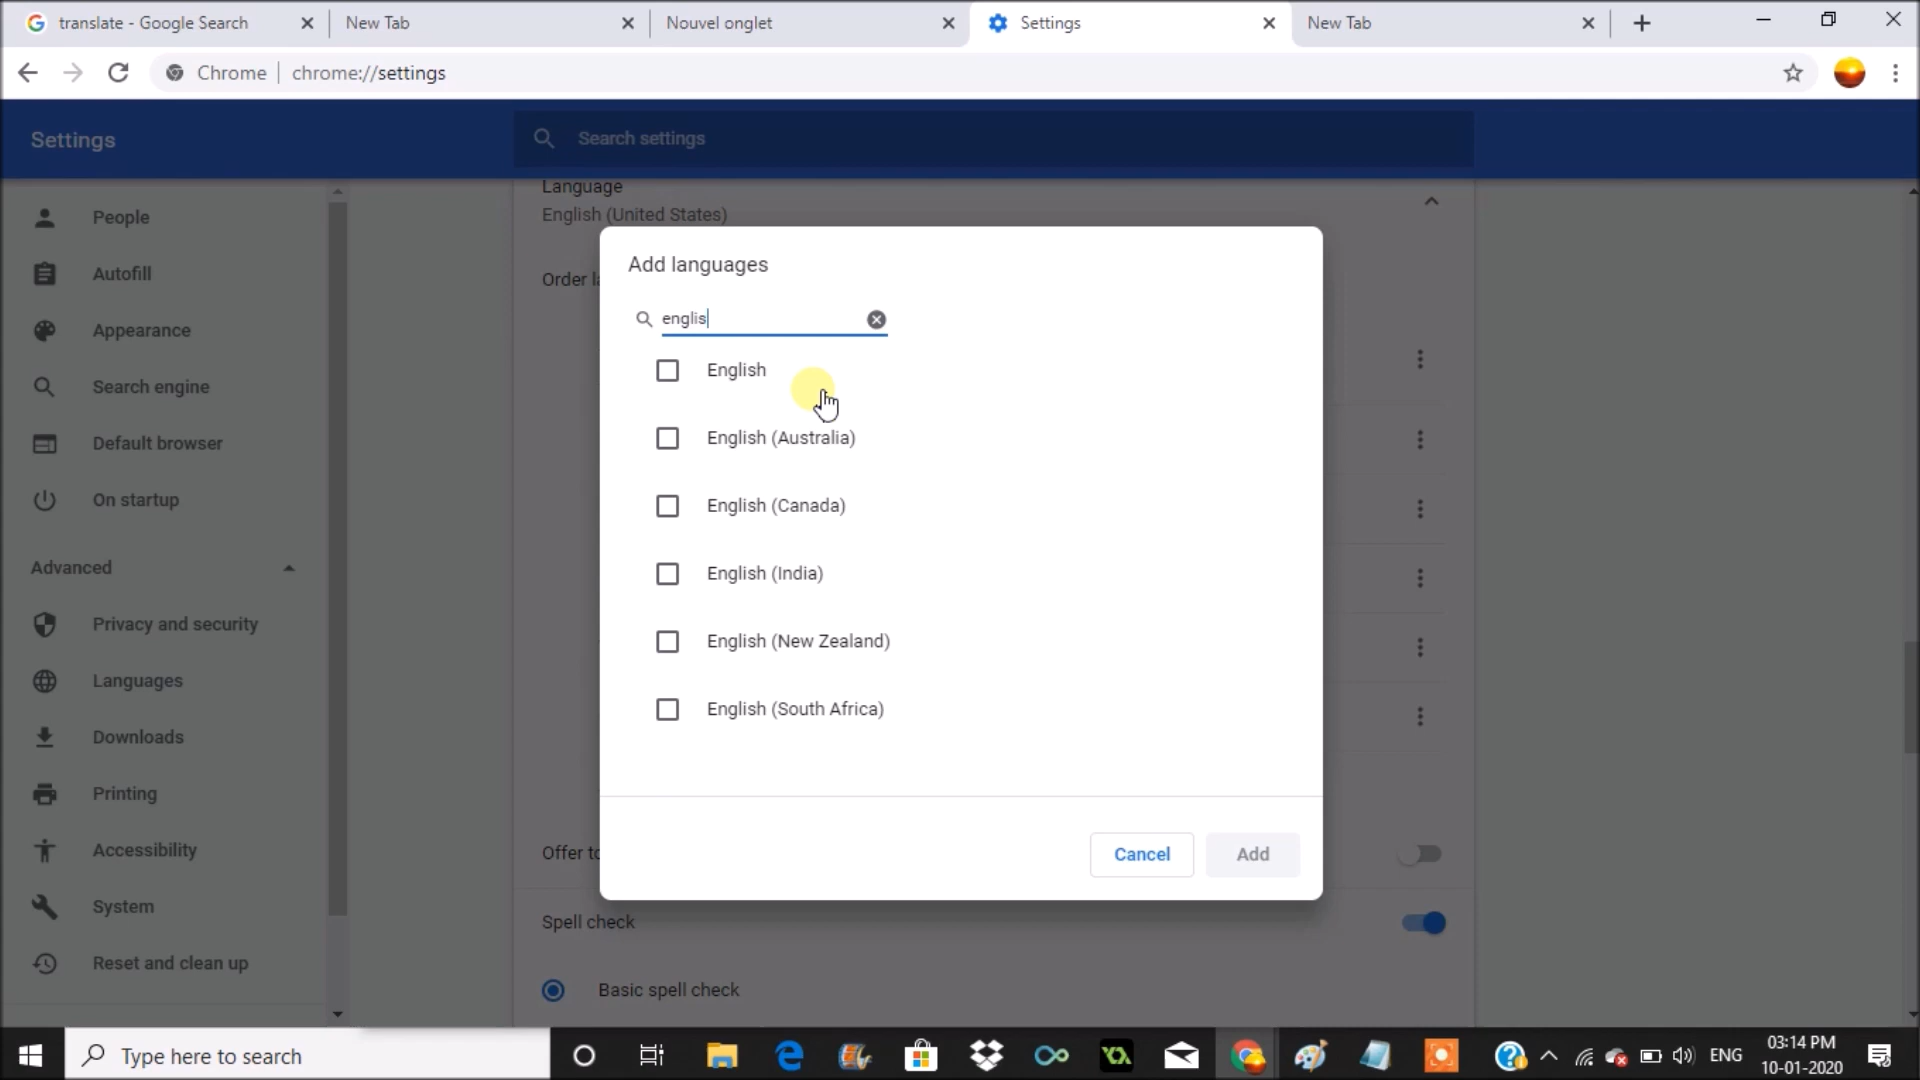 translate - Google Search
New Tab
Nouvel onglet
Settings
New Tab
Chrome
chrome://settings
Settings
Search settings
People
Autofill
Appearance
Search engine
Default browser
On startup
Advanced
Privacy and security
Languages
Downloads
Printing
Accessibility
System
Reset and clean up
Language
English (United States)
Order la
Add languages
englis
English
English (Australia)
English (Canada)
English (India)
English (New Zealand)
English (South Africa)
Cancel
Add
Offer to
Spell check
Basic spell check
Type here to search
ENG
03:14 PM
10-01-2020